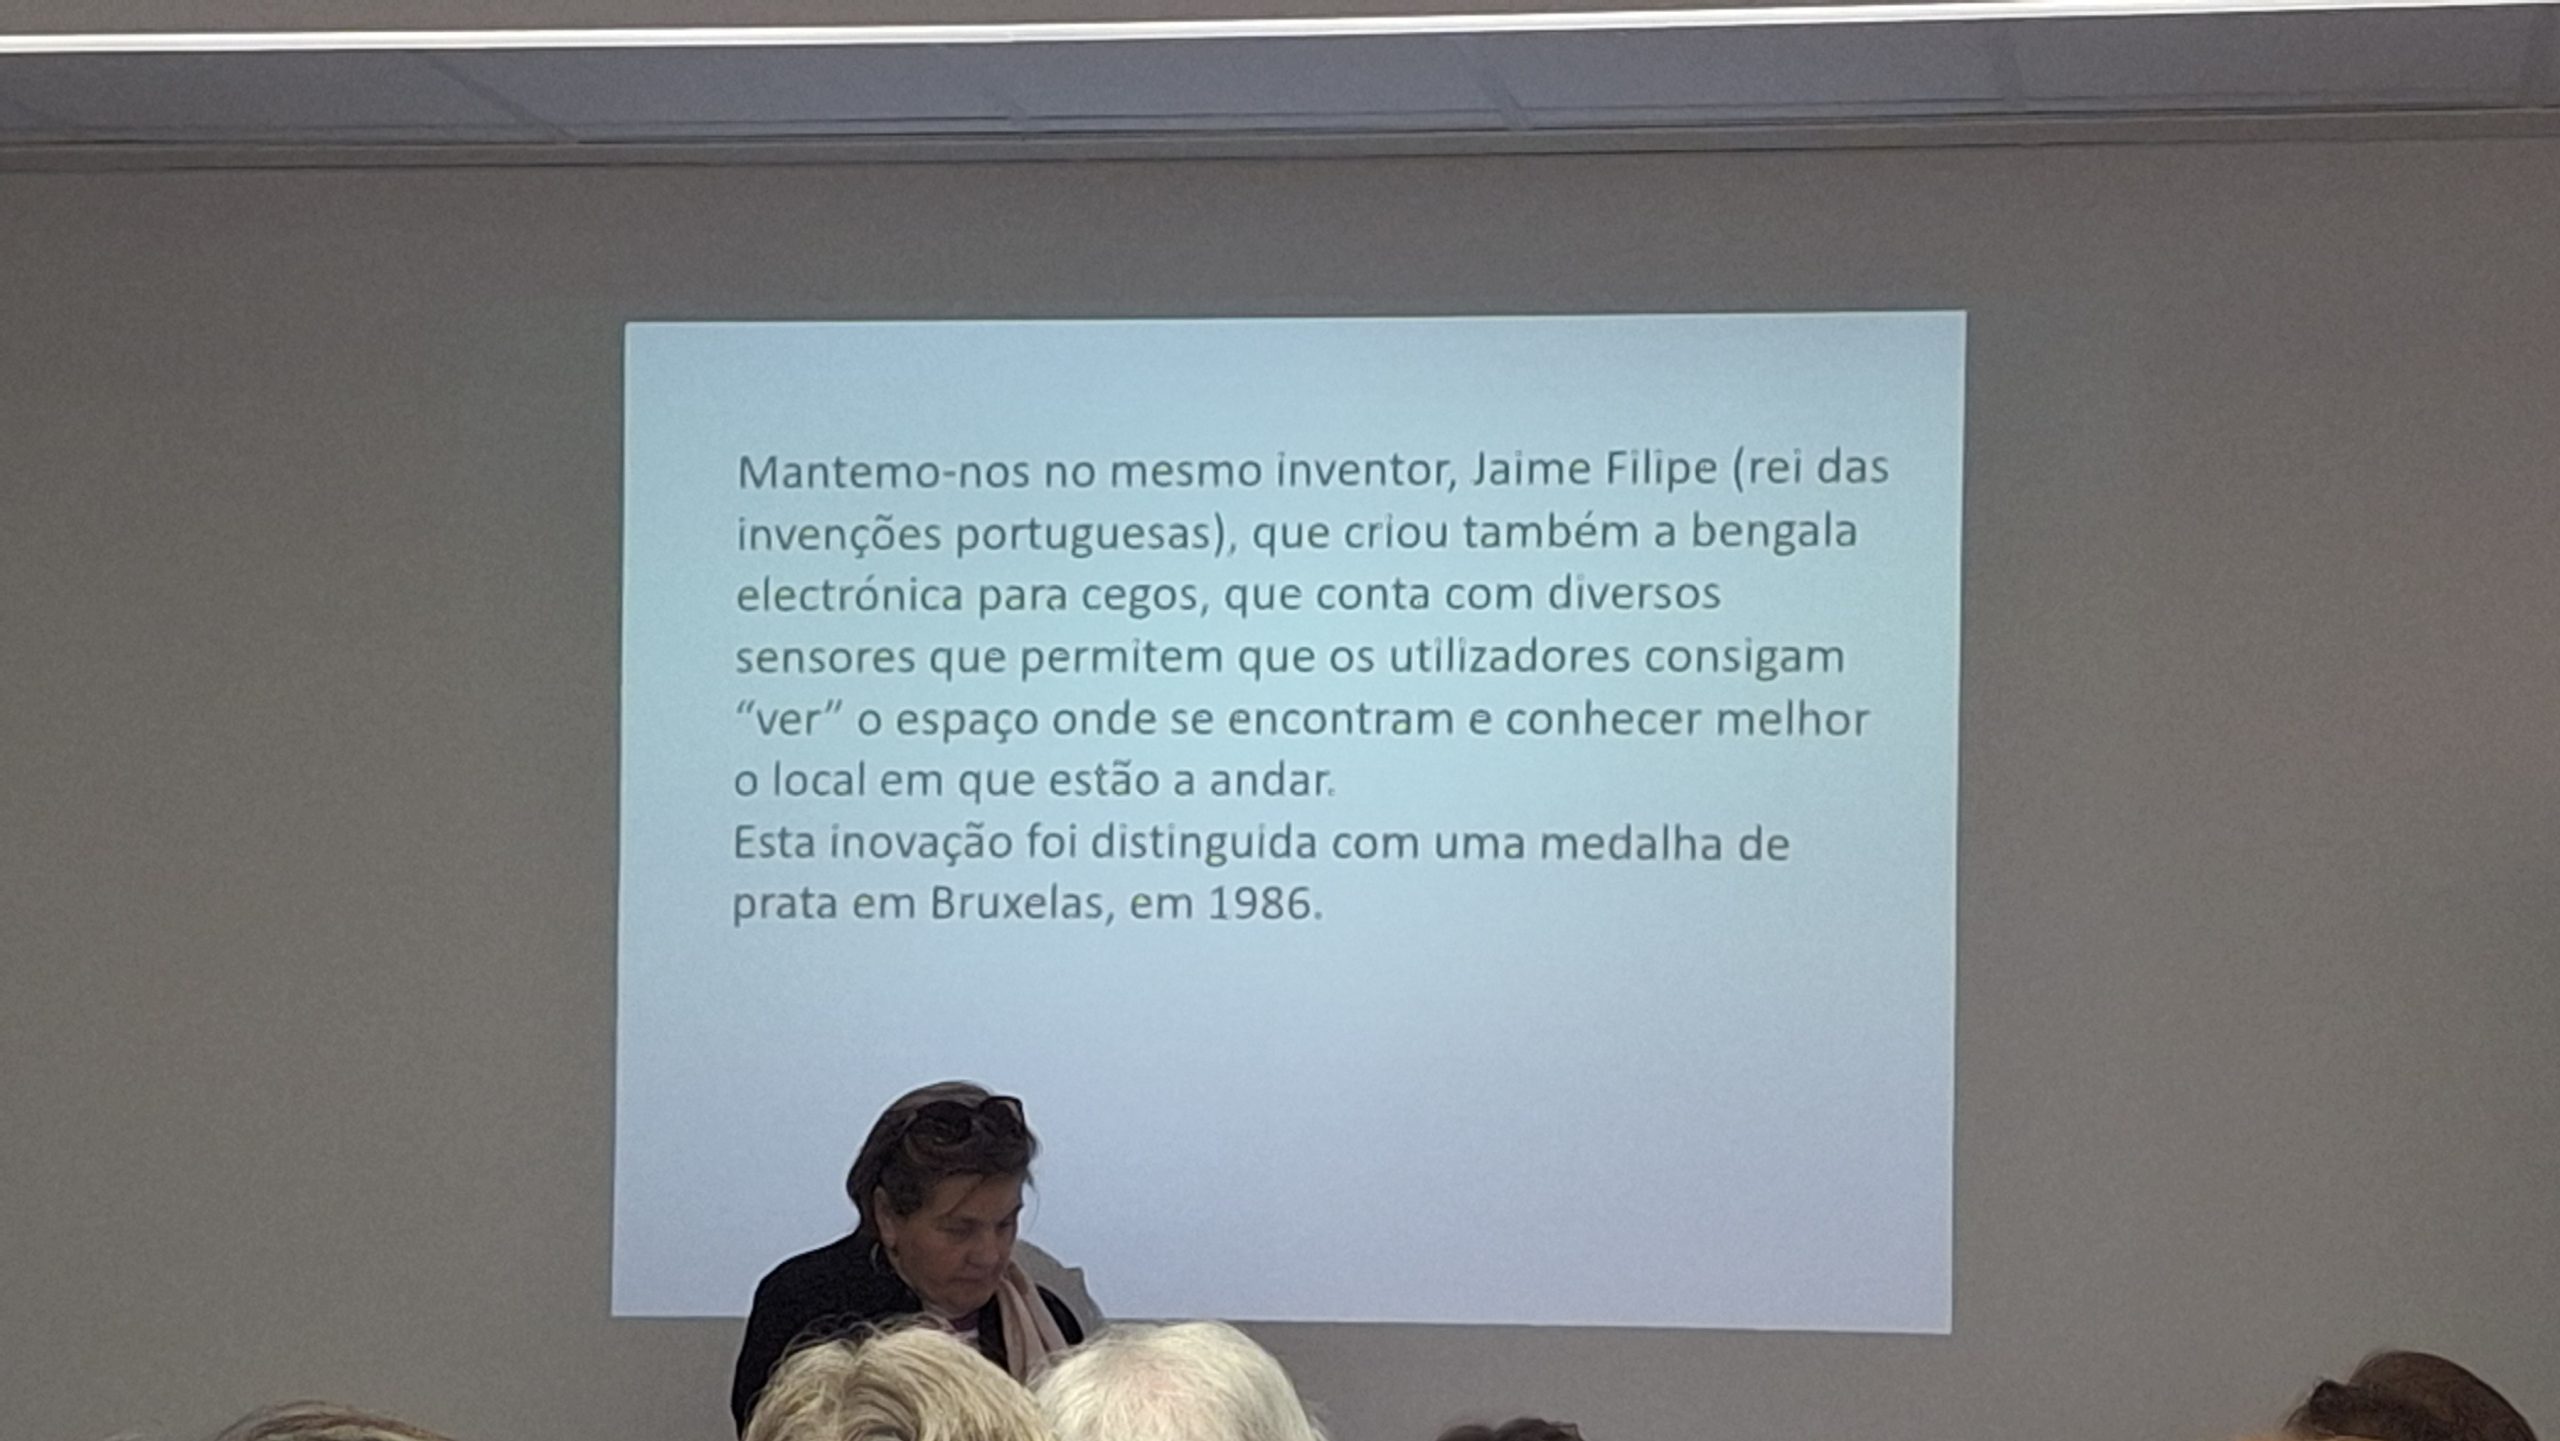 Mantemo-nos no mesmo inventor, Jaime Filipe (rei das
invenções portuguesas), que criou também a bengala
electrónica para cegos, que conta com diversos
sensores que permitem que os utilizadores consigam
“ver” o espaço onde se encontram e conhecer melhor
o local em que estão a andar.
Esta inovação foi distinguida com uma medalha de
prata em Bruxelas, em 1986.